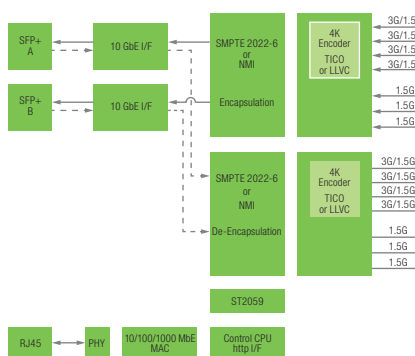 SFP+
A
10 GbE I/F
SMPTE 2022-6
or
NMI
Encapsulation
4K
Encoder
TICO
or LLVC
3G/1.5
3G/1.5
3G/1.5
3G/1.5
1.5G
1.5G
1.5G
SFP+
B
10 GbE I/F
SMPTE 2022-6
or
NMI
De-Encapsulation
4K
Encoder
TICO
or LLVC
3G/1.5G
3G/1.5G
3G/1.5G
3G/1.5G
1.5G
1.5G
1.5G
ST2059
RJ45
PHY
10/100/1000 MbE
MAC
Control CPU
http I/F